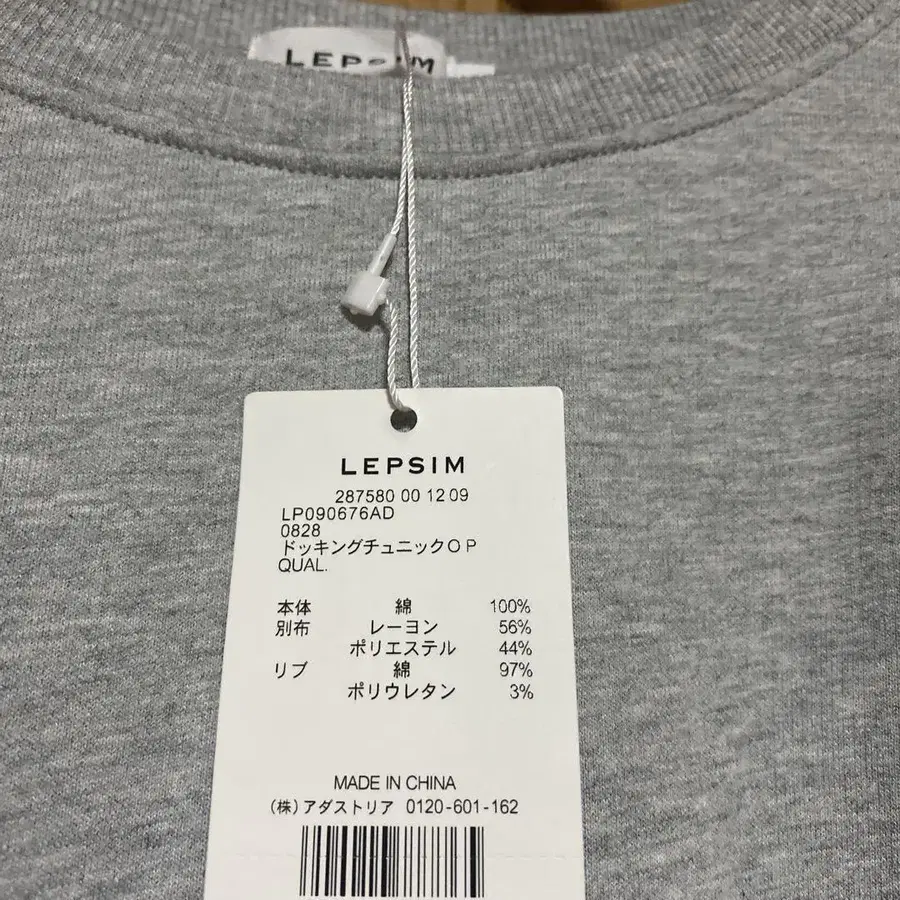 LEPSIM
LEPSIM
287580 00 12 09
LP090676AD
0828
ドッキングチュニックＯＰ
QUAL.
本体 綿 100%
別布 レーヨン 56%
ポリエステル 44%
リブ 綿 97%
ポリウレタン 3%
MADE IN CHINA
（株）アダストリア 0120-601-162